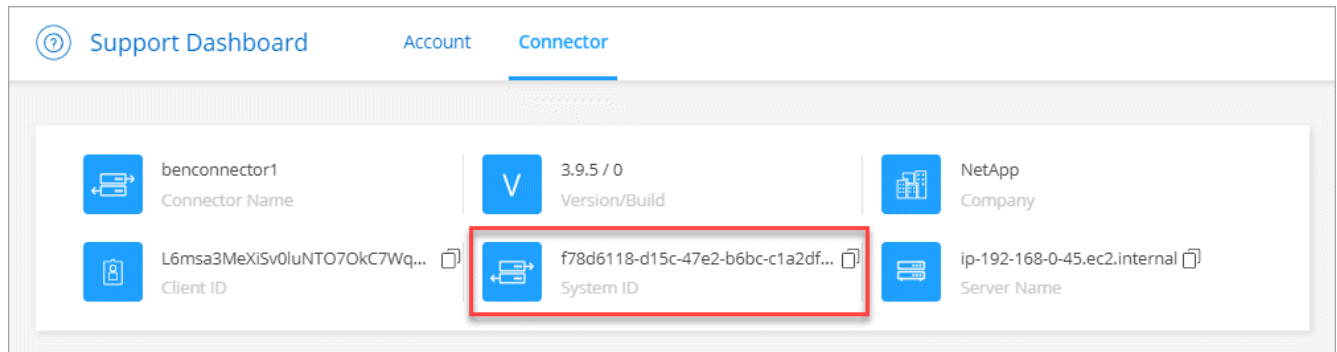 Support Dashboard Account Connector
benconnector1
Connector Name
V
3.9.5 / 0
Version/Build
NetApp
Company
L6msa3MeXiSv0luNTO7OkC7Wq...
Client ID
f78d6118-d15c-47e2-b6bc-c1a2df...
System ID
ip-192-168-0-45.ec2.internal
Server Name